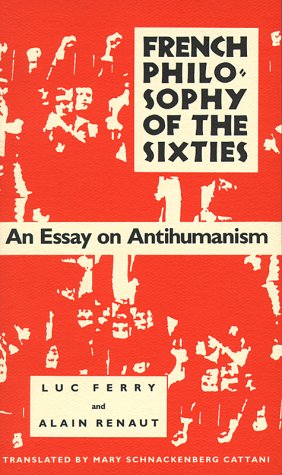 FRENCH
PHILO-
SOPHY
OF THE
SIXTIES
An Essay on Antihumanism
LUC FERRY
and
ALAIN RENAUT
TRANSLATED BY MARY SCHNACKENBERG CATTANI